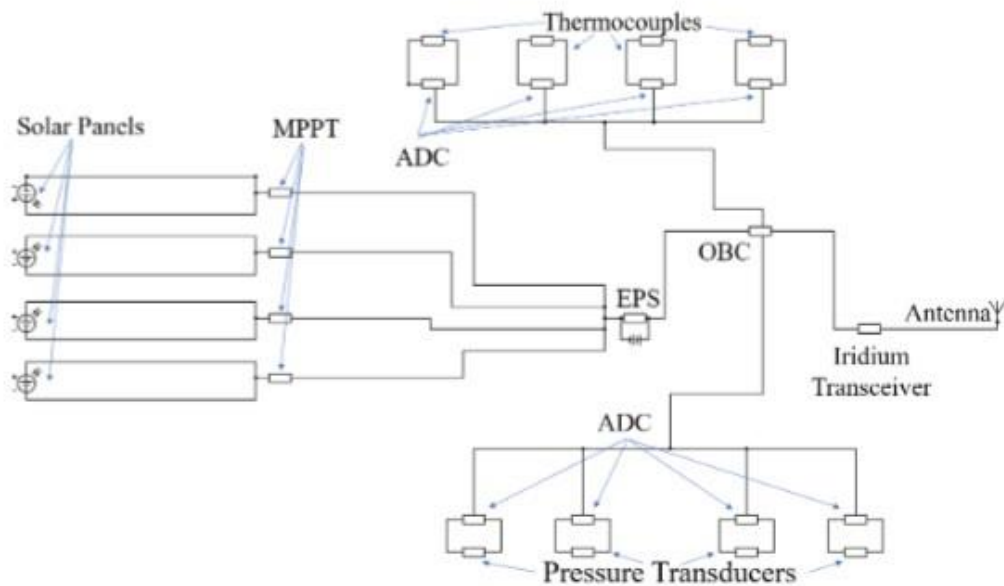 Thermocouples
Solar Panels
MPPT
ADC
OBC
EPS
Antenna
Iridium
Transceiver
ADC
Pressure Transducers